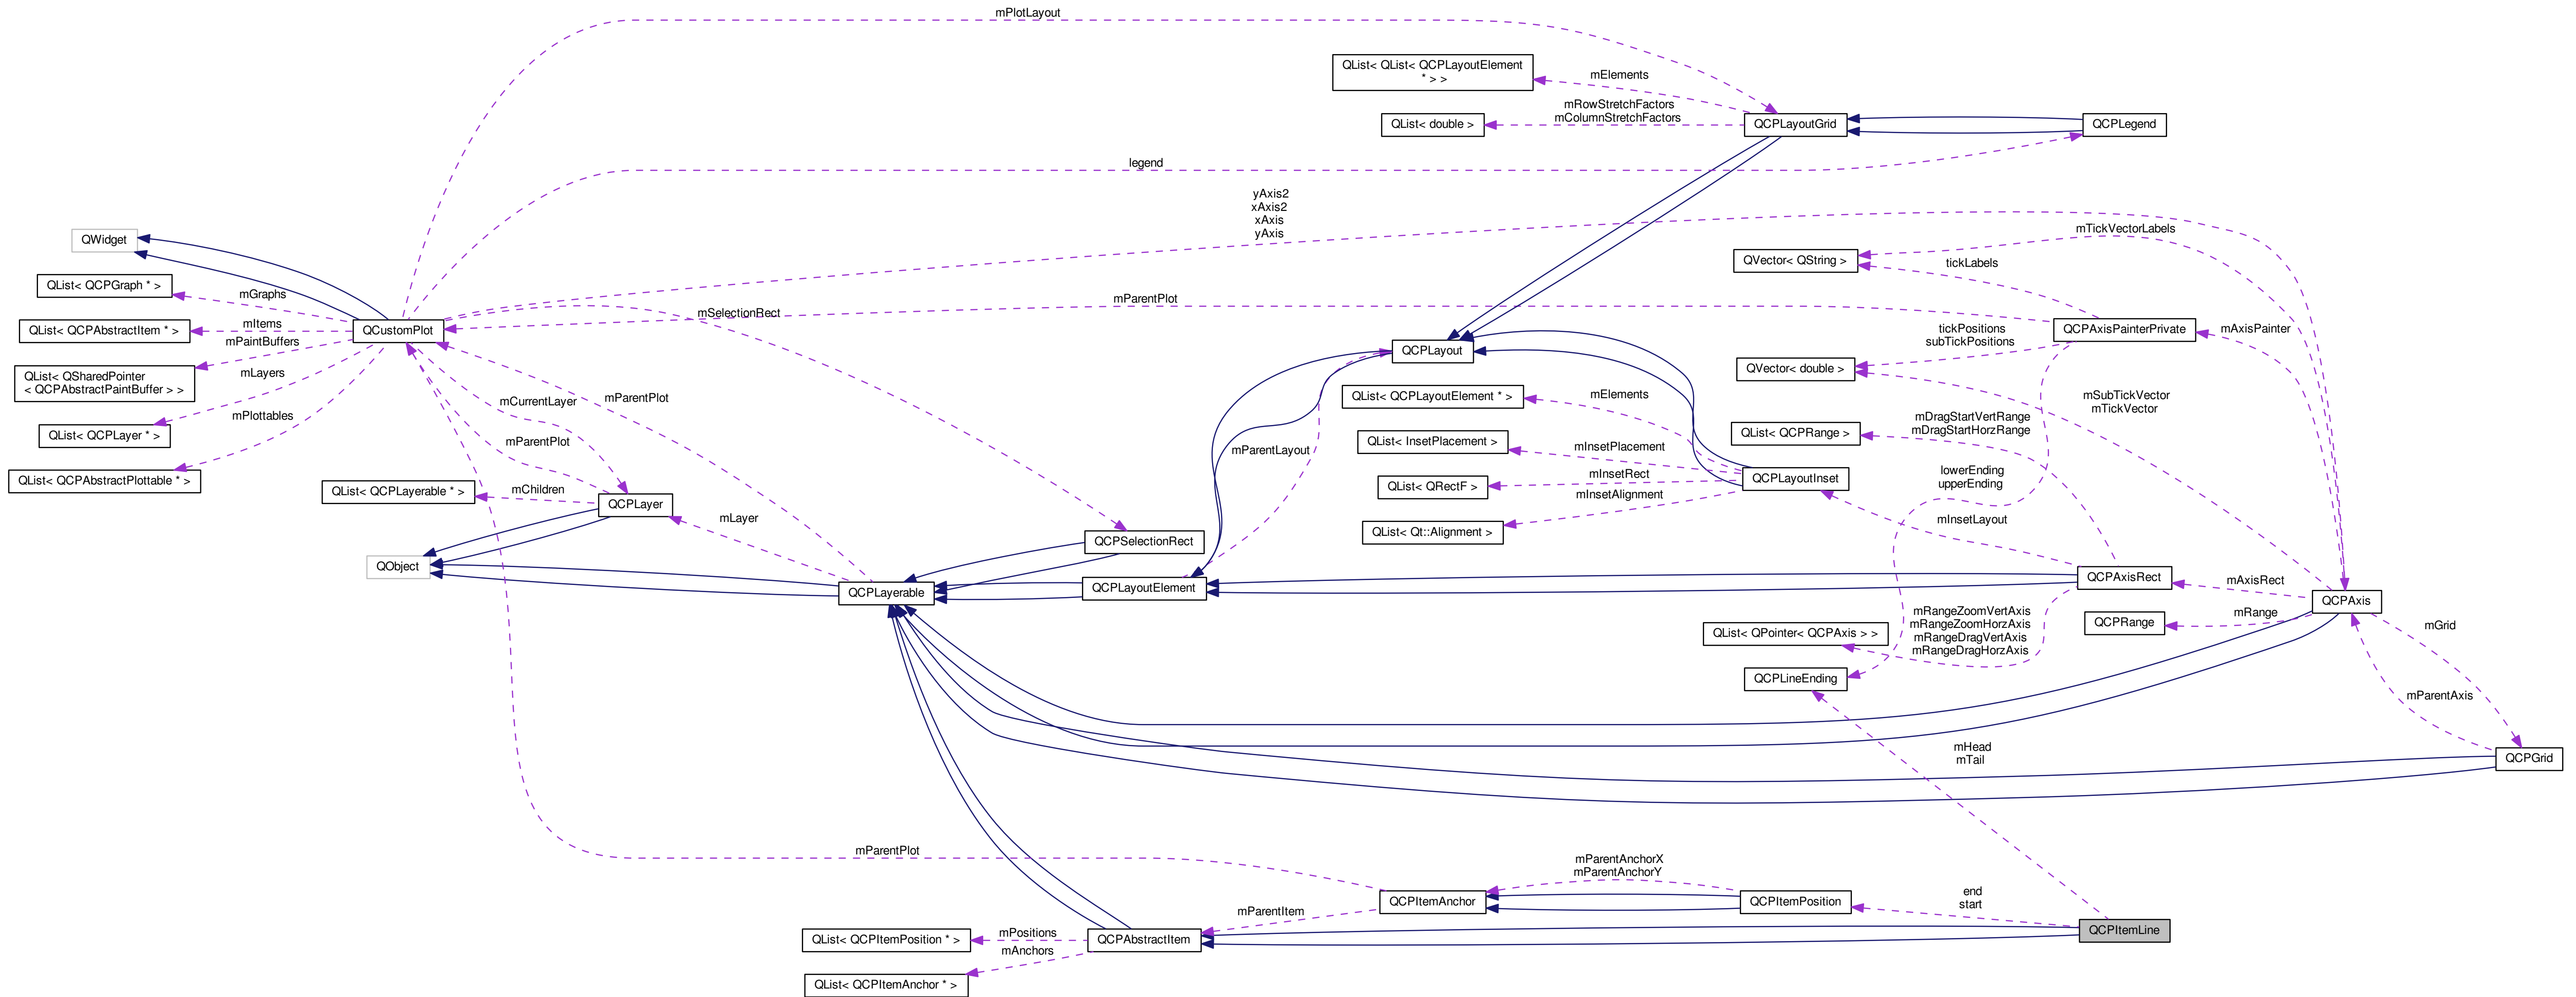 mPlotLayout
QList< QList< QCPLayoutElement
* > >
mElements
mRowStretchFactors
mColumnStretchFactors
QList< double >
QCPLayoutGrid
QCPLegend
legend
yAxis2
xAxis2
xAxis
yAxis
QWidget
mTickVectorLabels
QVector< QString >
tickLabels
QList< QCPGraph * >
mGraphs
mParentPlot
mSelectionRect
QList< QCPAbstractItem * >
mItems
QCustomPlot
QCPAxisPainterPrivate
mAxisPainter
mPaintBuffers
tickPositions
subTickPositions
QCPLayout
QList< QSharedPointer
< QCPAbstractPaintBuffer > >
mLayers
QVector< double >
mPlottables
mCurrentLayer
mParentPlot
QList< QCPLayoutElement * >
mElements
mSubTickVector
mTickVector
QList< QCPLayer * >
mParentPlot
mParentLayout
QList< InsetPlacement >
mInsetPlacement
QList< QCPRange >
mDragStartVertRange
mDragStartHorzRange
QList< QCPAbstractPlottable * >
QList< QCPLayerable * >
mChildren
QCPLayer
mLayer
QList< QRectF >
mInsetRect
mInsetAlignment
QCPLayoutInset
lowerEnding
upperEnding
QList< Qt::Alignment >
mInsetLayout
QCPSelectionRect
QObject
QCPLayerable
QCPLayoutElement
QCPAxisRect
mAxisRect
QCPAxis
mRangeZoomVertAxis
mRangeZoomHorzAxis
mRangeDragVertAxis
mRangeDragHorzAxis
QList< QPointer< QCPAxis > >
QCPRange
mRange
mGrid
QCPLineEnding
mParentAxis
mHead
mTail
QCPGrid
mParentPlot
mParentAnchorX
mParentAnchorY
QCPItemAnchor
QCPItemPosition
end
start
mParentItem
QCPItemLine
QList< QCPItemPosition * >
mPositions
mAnchors
QCPAbstractItem
QList< QCPItemAnchor * >